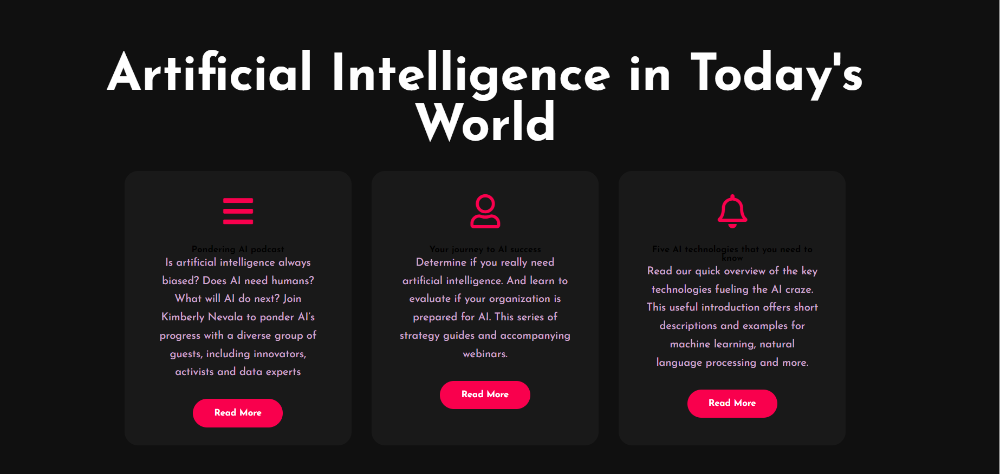 Artificial Intelligence in Today's
World
Pondering AI podcast
Is artificial intelligence always
biased? Does AI need humans?
What will AI do next? Join
Kimberly Nevala to ponder AI’s
progress with a diverse group of
guests, including innovators,
activists and data experts
Read More
Your journey to AI success
Determine if you really need
artificial intelligence. And learn to
evaluate if your organization is
prepared for AI. This series of
strategy guides and accompanying
webinars.
Read More
Five AI technologies that you need to
know
Read our quick overview of the key
technologies fueling the AI craze.
This useful introduction offers short
descriptions and examples for
machine learning, natural
language processing and more.
Read More